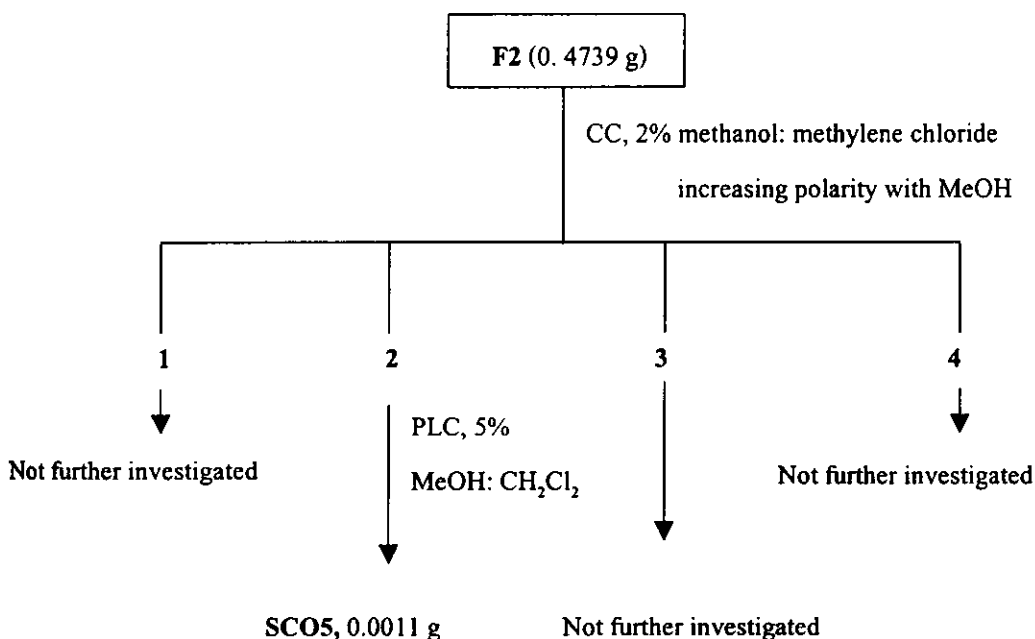 F2 (0. 4739 g)
CC, 2% methanol: methylene chloride
increasing polarity with MeOH
1
2
3
4
PLC, 5%
MeOH: CH₂Cl₂
Not further investigated
Not further investigated
SCO5, 0.0011 g
Not further investigated